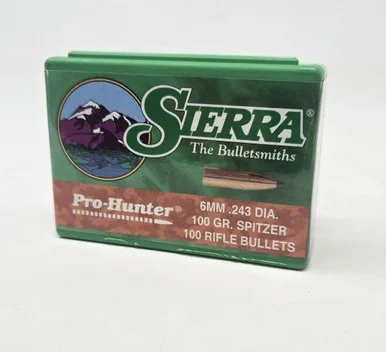 SIERRA®
The Bulletsmiths
Pro-Hunter®
6MM .243 DIA.
100 GR. SPITZER
100 RIFLE BULLETS